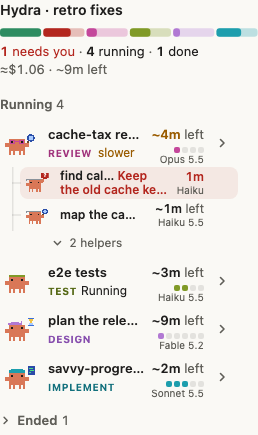 Hydra · retro fixes
1 needs you · 4 running · 1 done
≈$1.06 · ~9m left
Running 4
cache-tax re... ~4m left
REVIEW slower Opus 5.5
find cal... Keep 1m
the old cache ke... Haiku
map the ca... ~1m left
Haiku 5.5
2 helpers
e2e tests ~3m left
TEST Running Haiku 5.5
plan the rele... ~9m left
DESIGN Fable 5.2
savvy-progre... ~2m left
IMPLEMENT Sonnet 5.5
Ended 1